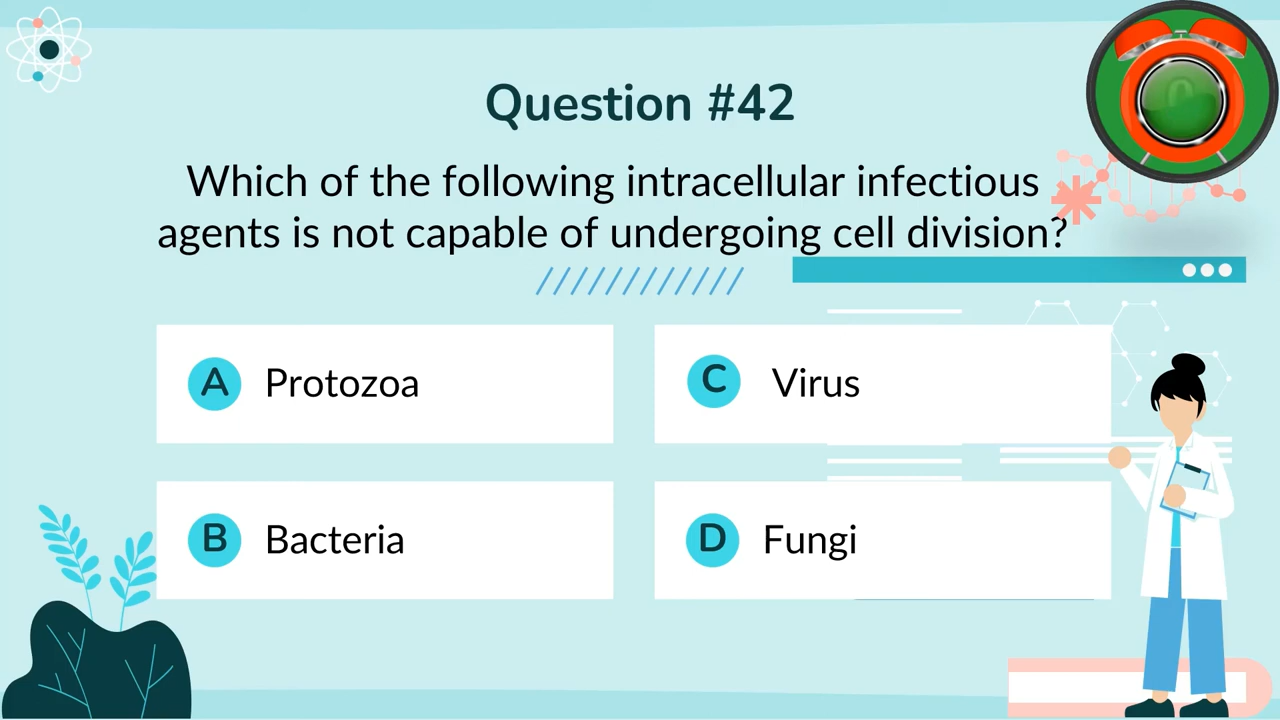 Question #42
Which of the following intracellular infectious
agents is not capable of undergoing cell division?
A Protozoa
B Bacteria
C Virus
D Fungi
0